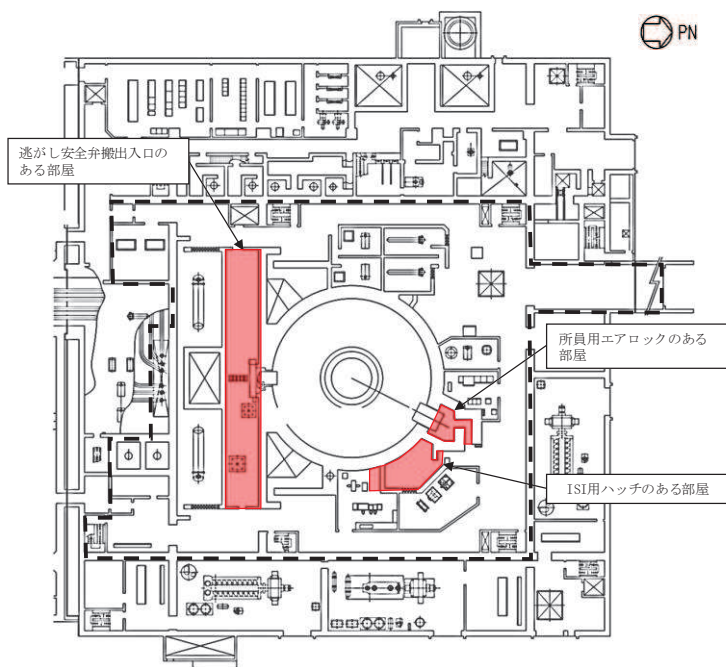 PN
逃がし安全弁搬出入口の
ある部屋
所員用エアロックのある
部屋
ISI用ハッチのある部屋